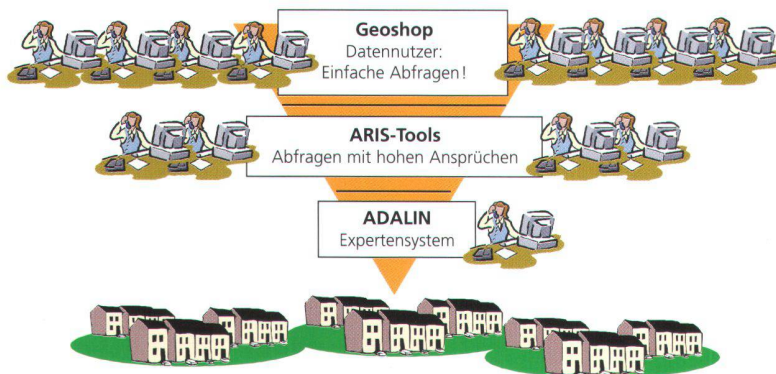 Geoshop
Datennutzer:
Einfache Abfragen!
ARIS-Tools
Abfragen mit hohen Ansprüchen
ADALIN
Expertensystem